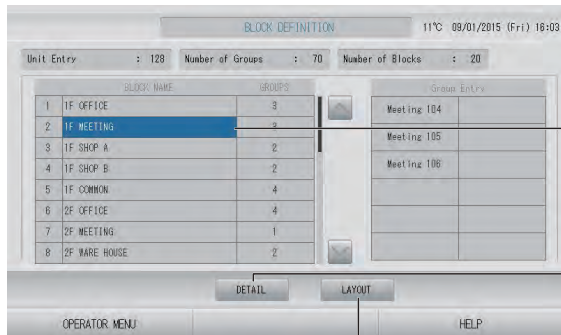 BLOCK DEFINITION 11°C 09/01/2015 (Fri) 16:03
Unit Entry : 128 Number of Groups : 70 Number of Blocks : 20
BLOCK NAME GROUPS Group Entry
1 1F OFFICE 3
2 1F MEETING 3
3 1F SHOP A 2
4 1F SHOP B 2
5 1F COMMON 4
6 2F OFFICE 4
7 2F MEETING 1
8 2F WARE HOUSE 2
Meeting 104
Meeting 105
Meeting 106
DETAIL LAYOUT
OPERATOR MENU HELP